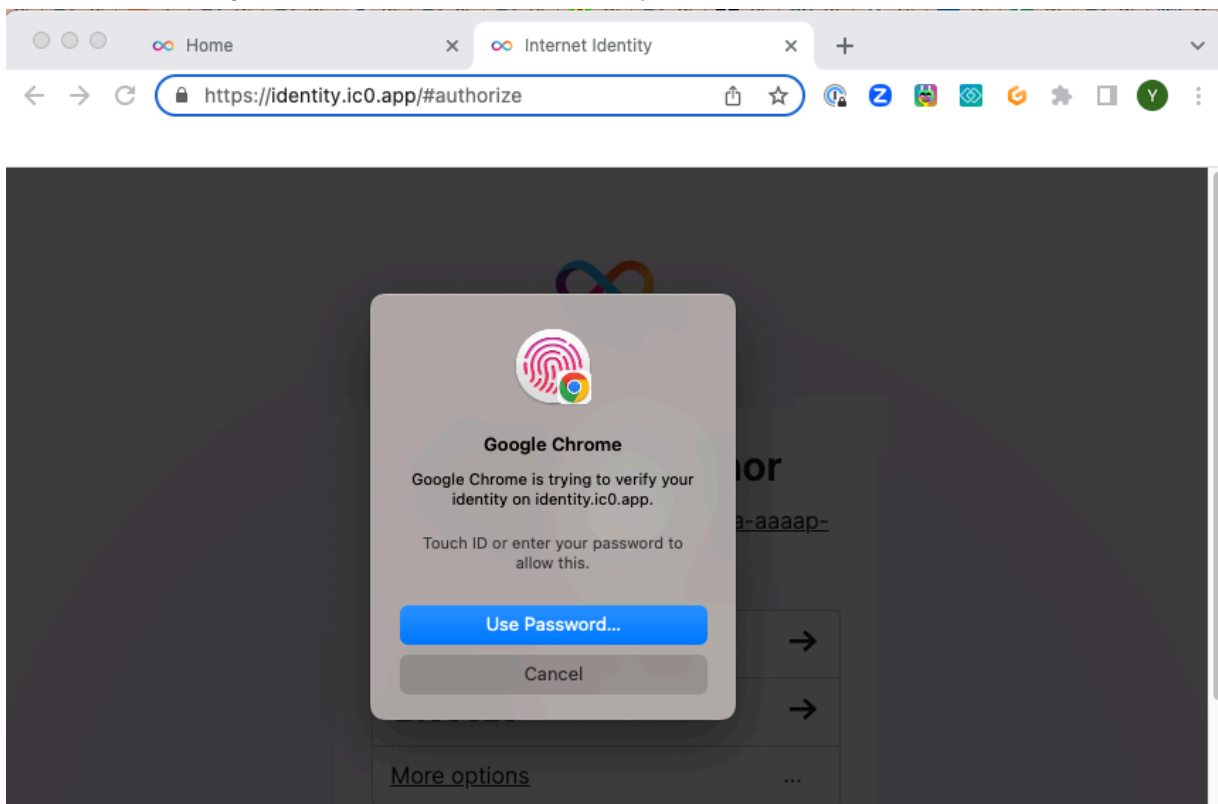 Home
Internet Identity
https://identity.ic0.app/#authorize
Y
Google Chrome
Google Chrome is trying to verify your
identity on identity.ic0.app.
Touch ID or enter your password to
allow this.
Use Password...
Cancel
More options
...